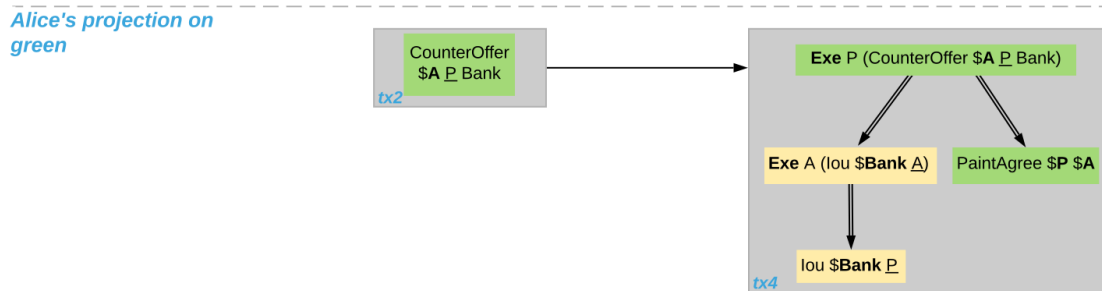 Alice's projection on
green
CounterOffer
$A P Bank
tx2
Exe P (CounterOffer $A P Bank)
Exe A (Iou $Bank A)
PaintAgree $P $A
Iou $Bank P
tx4